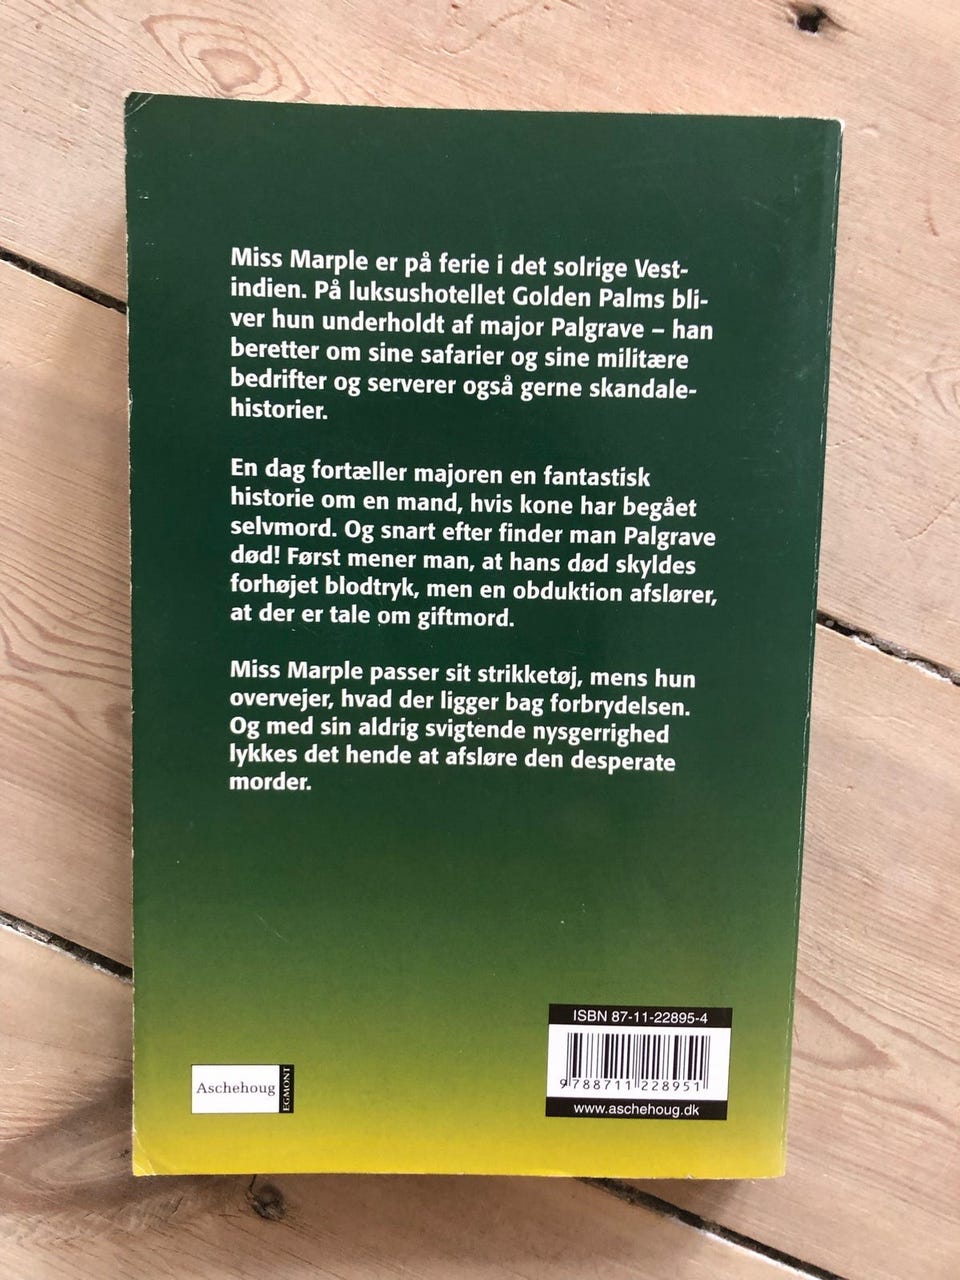 Miss Marple er på ferie i det solrige Vest-
indien. På luksushotellet Golden Palms bli-
ver hun underholdt af major Palgrave – han
beretter om sine safarier og sine militære
bedrifter og serverer også gerne skandale-
historier.
En dag fortæller majoren en fantastisk
historie om en mand, hvis kone har begået
selvmord. Og snart efter finder man Palgrave
død! Først mener man, at hans død skyldes
forhøjet blodtryk, men en obduktion afslører,
at der er tale om giftmord.
Miss Marple passer sit strikketøj, mens hun
overvejer, hvad der ligger bag forbrydelsen.
Og med sin aldrig svigtende nysgerrighed
lykkes det hende at afsløre den desperate
morder.
Aschehoug
EGMONT
ISBN 87-11-22895-4
9 788711 228951
www.aschehoug.dk